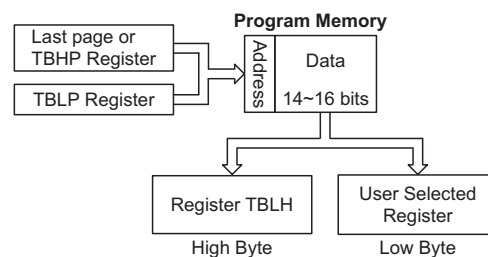 Program Memory
Last page or
TBHP Register
TBLP Register
Address
Data
14~16 bits
Register TBLH
User Selected
Register
High Byte
Low Byte